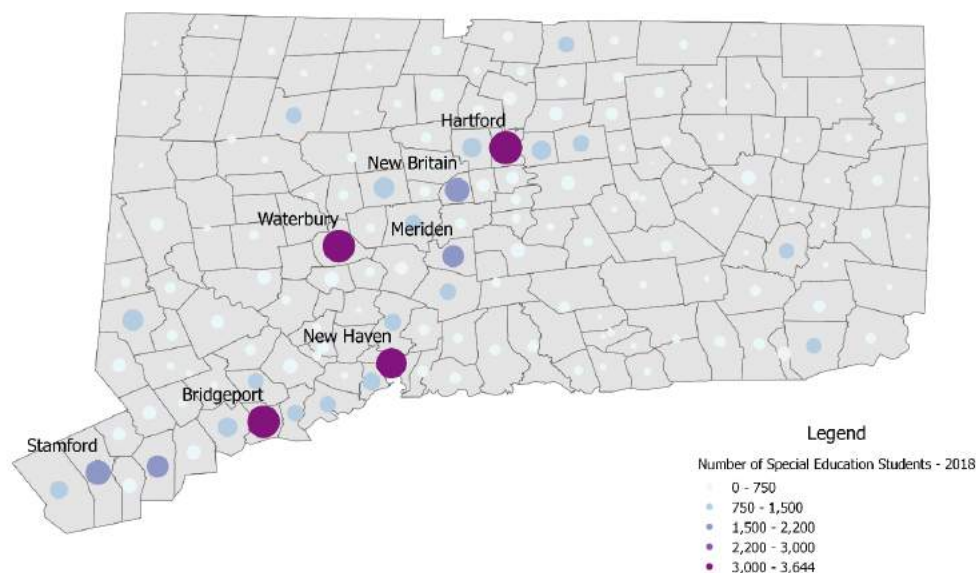 Hartford
New Britain
Waterbury
Meriden
New Haven
Bridgeport
Stamford
Legend
Number of Special Education Students - 2018
0 - 750
750 - 1,500
1,500 - 2,200
2,200 - 3,000
3,000 - 3,644